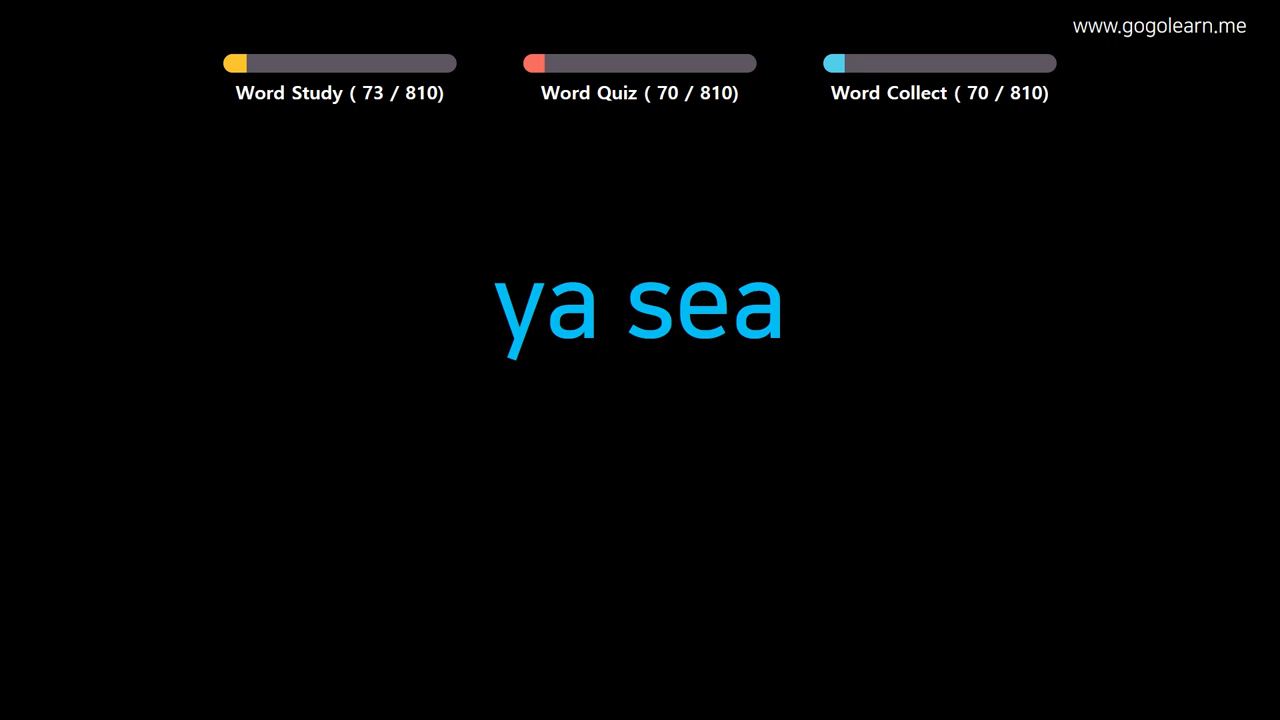 www.gogolearn.me
Word Study ( 73 / 810)
Word Quiz ( 70 / 810)
Word Collect ( 70 / 810)
ya sea